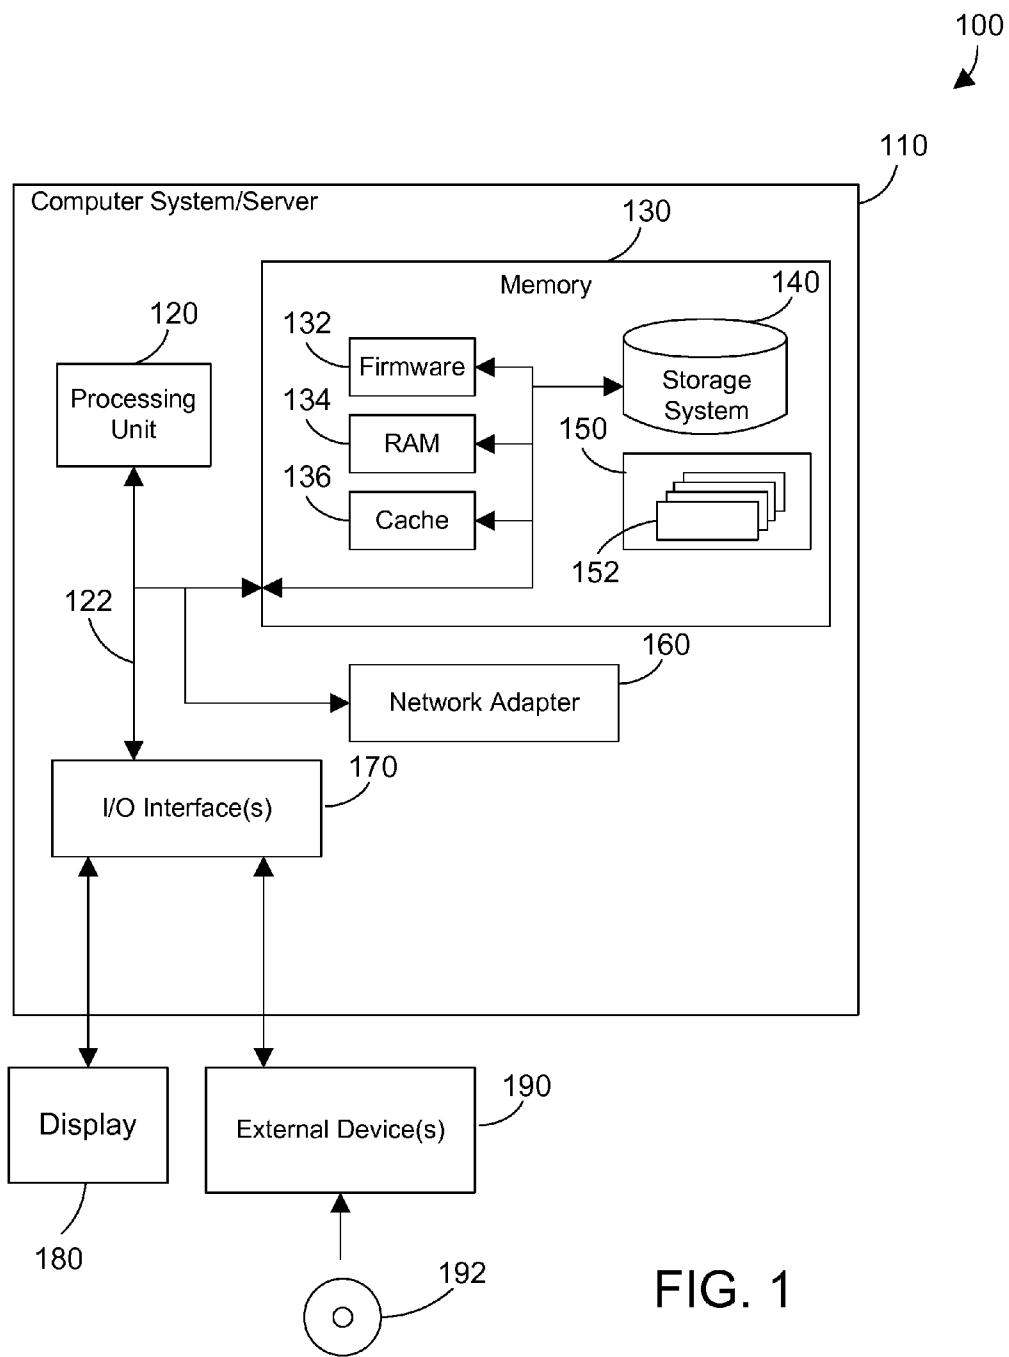 100
110
Computer System/Server
130
Memory
140
120
132
Firmware
Processing
Unit
Storage
System
134
RAM
150
136
Cache
152
122
160
Network Adapter
170
I/O Interface(s)
190
Display
External Device(s)
180
192
FIG. 1